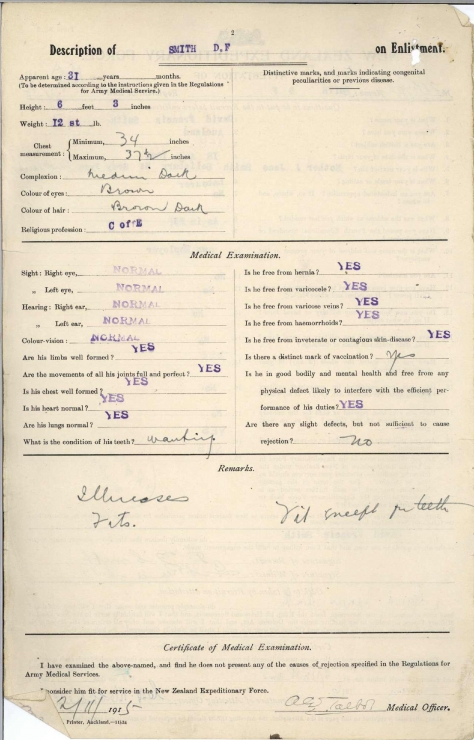 2
Description of SMITH D.F on Enlistment.
Apparent age: 31 years months.
(To be determined according to the instructions given in the Regulations for Army Medical Service.)
Height: 6 feet 3 inches
Weight: 12 st lb.
Chest measurement: { Minimum, 34 inches
Maximum, 37½ inches
Complexion: Medium Dark
Colour of eyes: Brown
Colour of hair: Brown Dark
Religious profession: C of E
Distinctive marks, and marks indicating congenital
peculiarities or previous disease.
Medical Examination.
Sight: Right eye, NORMAL
„ Left eye, NORMAL
Hearing: Right ear, NORMAL
„ Left ear, NORMAL
Colour-vision: NORMAL
Are his limbs well formed? YES
Are the movements of all his joints full and perfect? YES
Is his chest well formed? YES
Is his heart normal? YES
Are his lungs normal? YES
What is the condition of his teeth? wanting
Is he free from hernia? YES
Is he free from varicocele? YES
Is he free from varicose veins? YES
Is he free from haemorrhoids? YES
Is he free from inveterate or contagious skin-disease? YES
Is there a distinct mark of vaccination? Yes
Is he in good bodily and mental health and free from any
physical defect likely to interfere with the efficient per-
formance of his duties? YES
Are there any slight defects, but not sufficient to cause
rejection? No
Remarks.
Illnesses
Fits.
Fit except for teeth
Certificate of Medical Examination.
I have examined the above-named, and find he does not present any of the causes of rejection specified in the Regulations for
Army Medical Services.
I consider him fit for service in the New Zealand Expeditionary Force.
2/11/1915 Talbot Medical Officer.
Printer, Auckland.